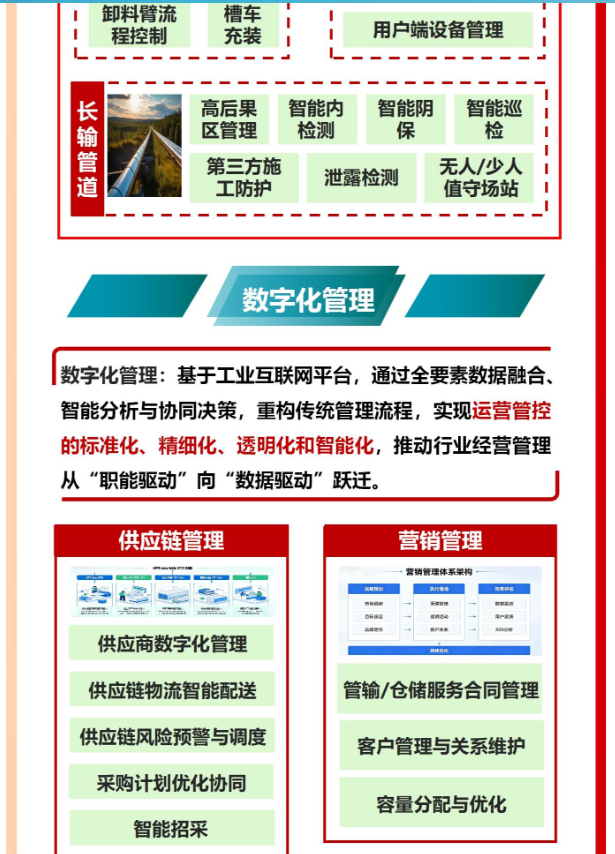 卸料臂流
程控制
槽车
充装
用户端设备管理
长输管道
高后果
区管理
智能内
检测
智能阴
保
智能巡
检
第三方施
工防护
泄露检测
无人/少人
值守场站
数字化管理
数字化管理：基于工业互联网平台，通过全要素数据融合、
智能分析与协同决策，重构传统管理流程，实现运营管控
的标准化、精细化、透明化和智能化，推动行业经营管理
从“职能驱动”向“数据驱动”跃迁。
供应链管理
供应商数字化管理
供应链物流智能配送
供应链风险预警与调度
采购计划优化协同
智能招采
营销管理
营销管理体系架构
管输/仓储服务合同管理
客户管理与关系维护
容量分配与优化